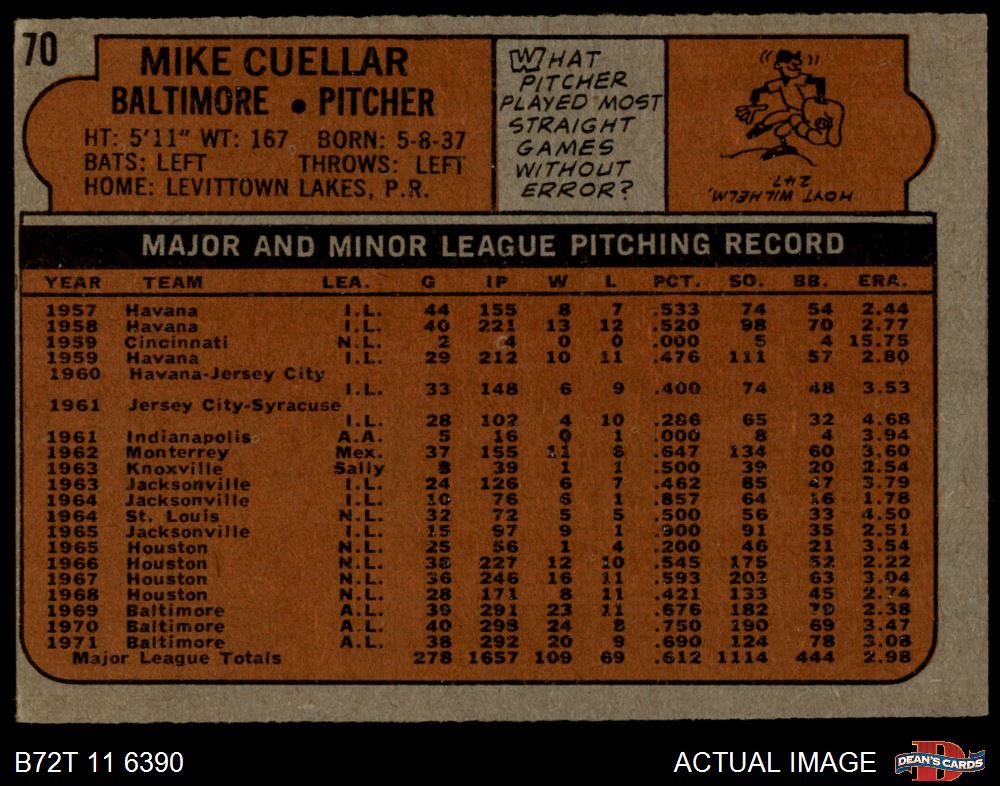 70
MIKE CUELLAR
BALTIMORE • PITCHER
HT: 5'11" WT: 167 BORN: 5-8-37
BATS: LEFT THROWS: LEFT
HOME: LEVITTOWN LAKES, P.R.
WHAT
PITCHER
PLAYED MOST
STRAIGHT
GAMES
WITHOUT
ERROR?
HOYT WILHELM,
247
MAJOR AND MINOR LEAGUE PITCHING RECORD
YEAR TEAM LEA. G IP W L PCT. SO. BB. ERA.
1957 Havana I.L. 44 155 8 7 .533 74 54 2.44
1958 Havana I.L. 40 221 13 12 .520 98 70 2.77
1959 Cincinnati N.L. 2 4 0 0 .000 5 4 15.75
1959 Havana I.L. 29 212 10 11 .476 111 57 2.80
1960 Havana-Jersey City
I.L. 33 148 6 9 .400 74 48 3.53
1961 Jersey City-Syracuse
I.L. 28 102 4 10 .286 65 32 4.68
1961 Indianapolis A.A. 5 16 0 1 .000 8 4 3.94
1962 Monterrey Mex. 37 155 11 6 .647 134 60 3.60
1963 Knoxville Sally 8 39 1 1 .500 39 20 2.54
1963 Jacksonville I.L. 24 126 6 7 .462 85 47 3.79
1964 Jacksonville I.L. 10 76 6 1 .857 64 16 1.78
1964 St. Louis N.L. 32 72 5 5 .500 56 33 4.50
1965 Jacksonville I.L. 15 97 9 1 .900 91 35 2.51
1965 Houston N.L. 25 56 1 4 .200 46 21 3.54
1966 Houston N.L. 38 227 12 10 .545 175 52 2.22
1967 Houston N.L. 36 246 16 11 .593 203 63 3.04
1968 Houston N.L. 28 171 8 11 .421 133 45 2.74
1969 Baltimore A.L. 39 291 23 11 .676 182 79 2.38
1970 Baltimore A.L. 40 298 24 8 .750 190 69 3.47
1971 Baltimore A.L. 38 292 20 9 .690 124 78 3.08
Major League Totals 278 1657 109 69 .612 1114 444 2.98
B72T 11 6390
ACTUAL IMAGE
D
DEAN'S CARDS